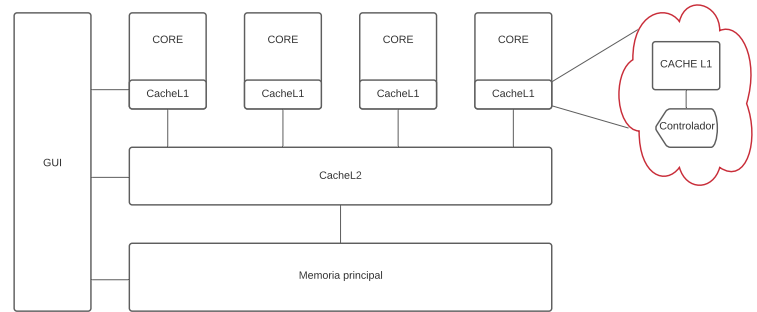 CORE
CORE
CORE
CORE
CACHE L1
CacheL1
CacheL1
CacheL1
CacheL1
Controlador
GUI
CacheL2
Memoria principal